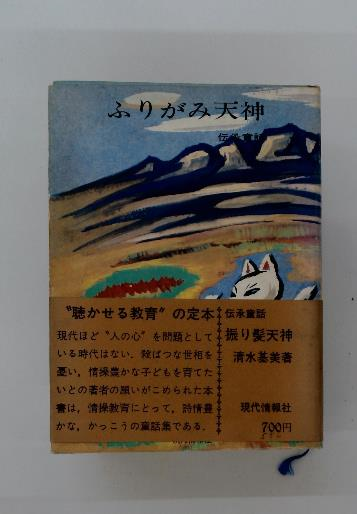 ふりがみ天神
伝承童話
"聴かせる教育"の定本
現代ほど"人の心"を問題として
いる時代はない。殺ばつな世相を
憂い，情操豊かな子どもを育てた
いとの著者の願いがこめられた本
書は，情操教育にとって，詩情豊
かな，かっこうの童話集である。
伝承童話
振り髪天神
清水基美著
現代情報社
700円